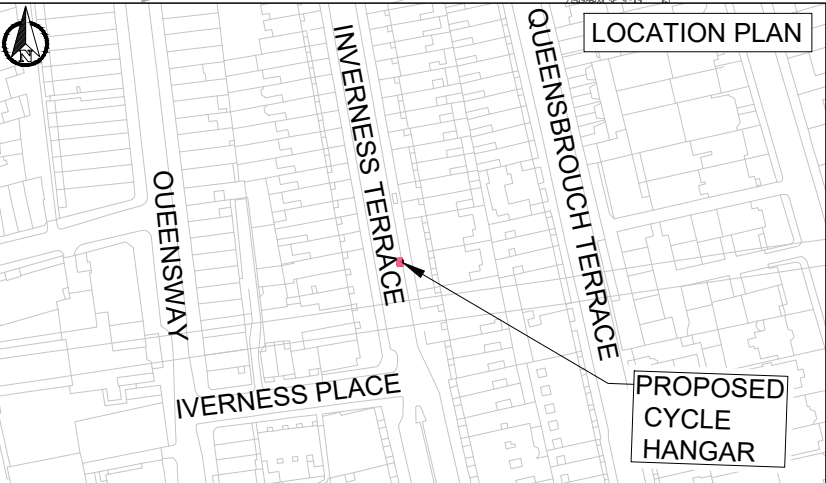 LOCATION PLAN
N
INVERNESS TERRACE
QUEENSBROUCH TERRACE
QUEENSWAY
IVERNESS PLACE
PROPOSED
CYCLE
HANGAR